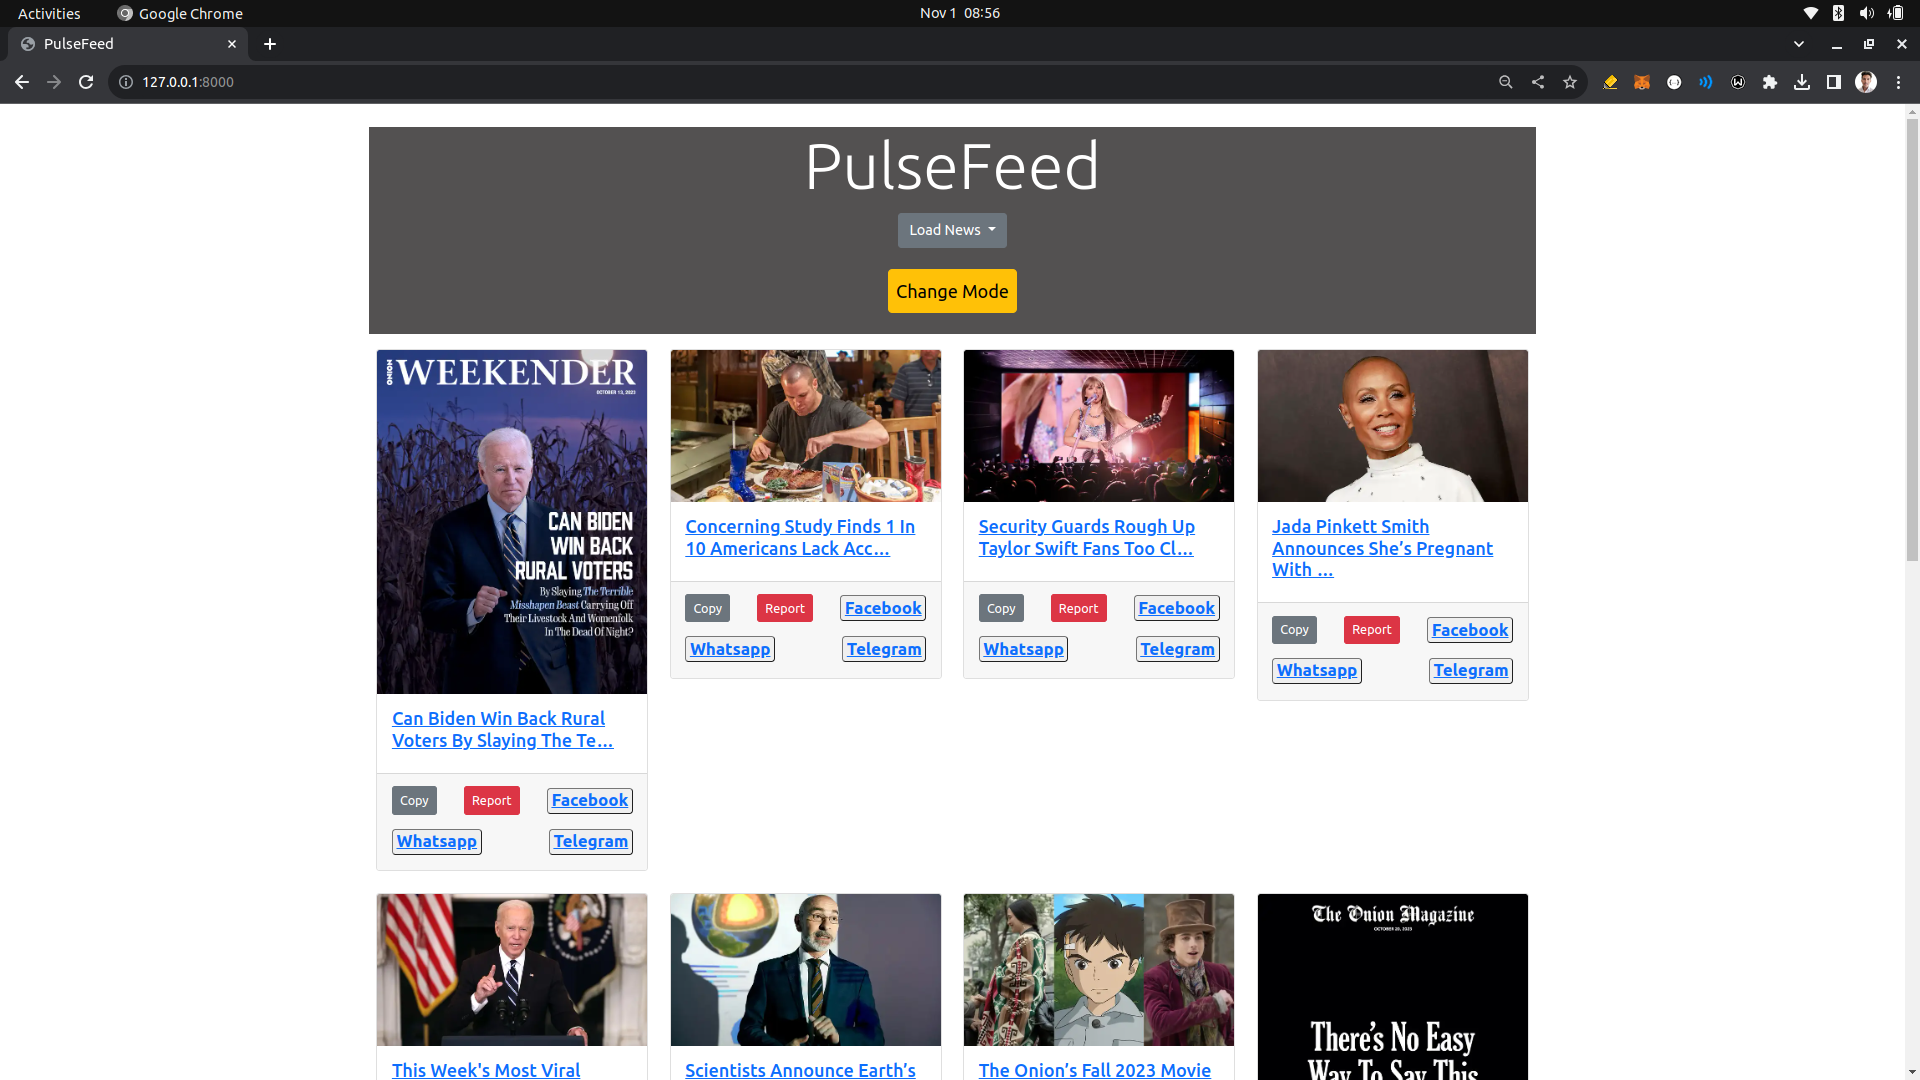 Activities
Google Chrome
Nov 1 08:56
PulseFeed
127.0.0.1:8000
PulseFeed
Load News
Change Mode
ONION
WEEKENDER
OCTOBER 13, 2023
CAN BIDEN
WIN BACK
RURAL VOTERS
By Slaying The Terrible
Misshapen Beast Carrying Off
Their Livestock And Womenfolk
In The Dead Of Night?
Can Biden Win Back Rural
Voters By Slaying The Te...
Copy
Report
Facebook
Whatsapp
Telegram
Concerning Study Finds 1 In
10 Americans Lack Acc...
Copy
Report
Facebook
Whatsapp
Telegram
Security Guards Rough Up
Taylor Swift Fans Too Cl...
Copy
Report
Facebook
Whatsapp
Telegram
Jada Pinkett Smith
Announces She’s Pregnant
With ...
Copy
Report
Facebook
Whatsapp
Telegram
This Week's Most Viral
Scientists Announce Earth’s
The Onion’s Fall 2023 Movie
The Onion Magazine
There's No Easy
Way To Say This